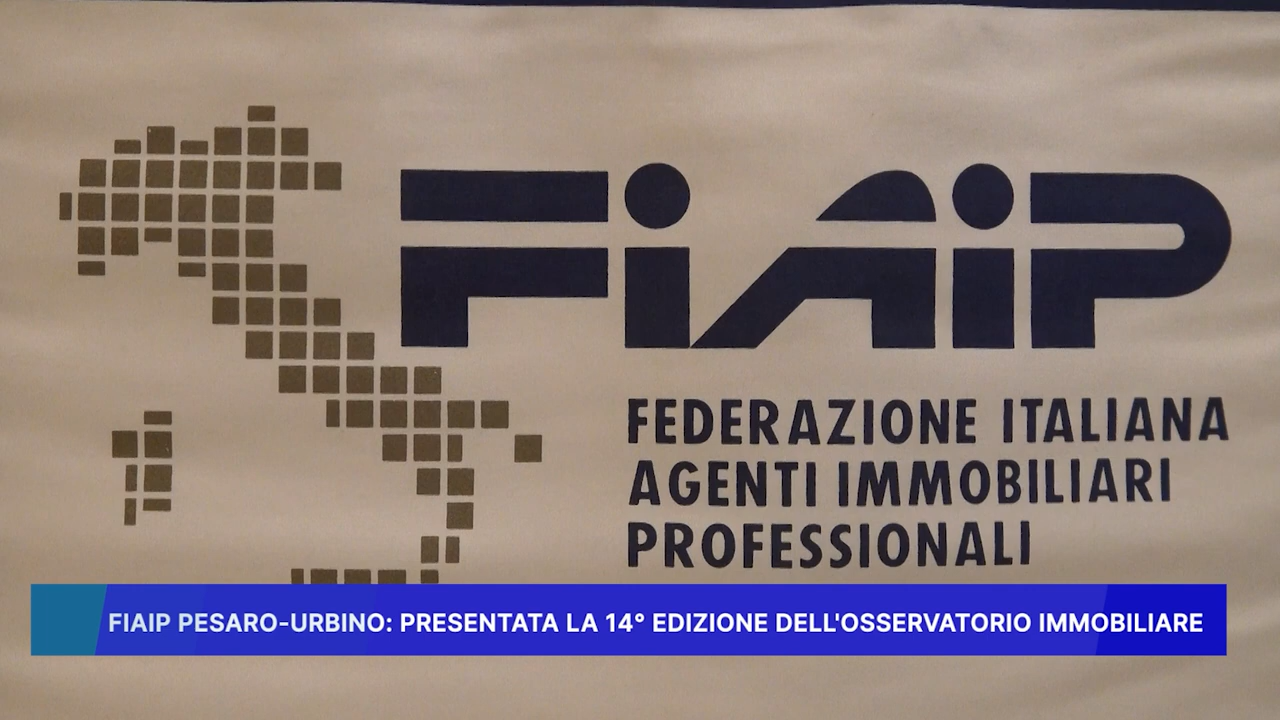 FiAiP
FEDERAZIONE ITALIANA
AGENTI IMMOBILIARI
PROFESSIONALI
FIAIP PESARO-URBINO: PRESENTATA LA 14° EDIZIONE DELL'OSSERVATORIO IMMOBILIARE